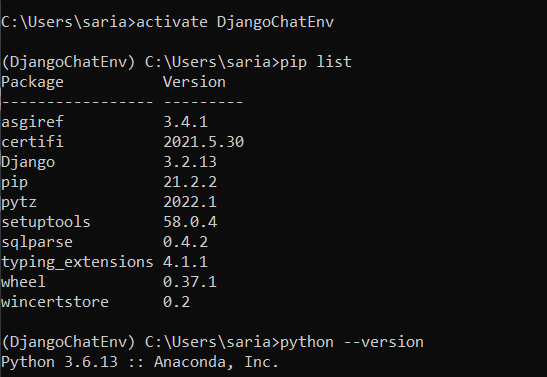 C:\Users\saria>activate DjangoChatEnv
(DjangoChatEnv) C:\Users\saria>pip list
Package Version
----------------- ---------
asgiref 3.4.1
certifi 2021.5.30
Django 3.2.13
pip 21.2.2
pytz 2022.1
setuptools 58.0.4
sqlparse 0.4.2
typing_extensions 4.1.1
wheel 0.37.1
wincertstore 0.2
(DjangoChatEnv) C:\Users\saria>python --version
Python 3.6.13 :: Anaconda, Inc.